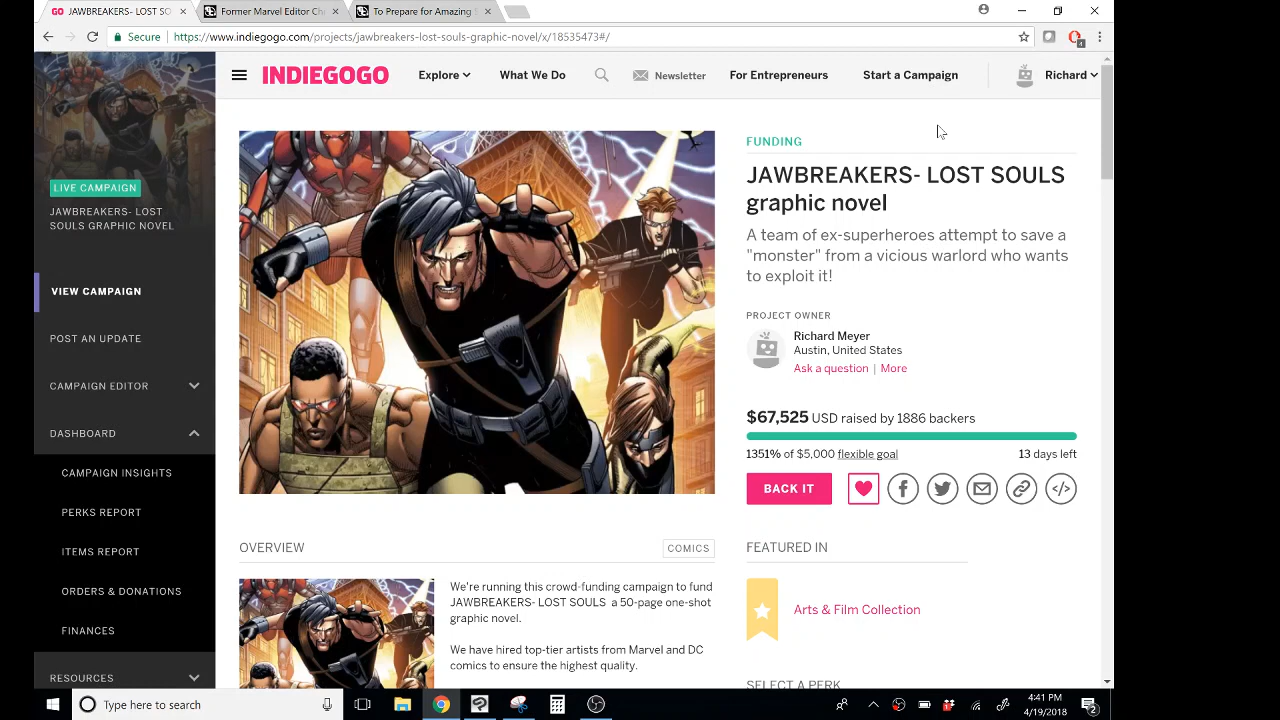 GO JAWBREAKERS- LOST SO
Former Marvel Editor Ch
To Prepare for Amazing
Secure
https://www.indiegogo.com/projects/jawbreakers-lost-souls-graphic-novel/x/18535473#/
INDIEGOGO
Explore
What We Do
Newsletter
For Entrepreneurs
Start a Campaign
Richard
LIVE CAMPAIGN
JAWBREAKERS- LOST
SOULS GRAPHIC NOVEL
VIEW CAMPAIGN
POST AN UPDATE
CAMPAIGN EDITOR
DASHBOARD
CAMPAIGN INSIGHTS
PERKS REPORT
ITEMS REPORT
ORDERS & DONATIONS
FINANCES
RESOURCES
FUNDING
JAWBREAKERS- LOST SOULS
graphic novel
A team of ex-superheroes attempt to save a
"monster" from a vicious warlord who wants
to exploit it!
PROJECT OWNER
Richard Meyer
Austin, United States
Ask a question | More
$67,525 USD raised by 1886 backers
1351% of $5,000 flexible goal
13 days left
BACK IT
OVERVIEW
COMICS
We're running this crowd-funding campaign to fund
JAWBREAKERS- LOST SOULS a 50-page one-shot
graphic novel.
We have hired top-tier artists from Marvel and DC
comics to ensure the highest quality.
FEATURED IN
Arts & Film Collection
SELECT A PERK
Type here to search
4:41 PM
4/19/2018
2